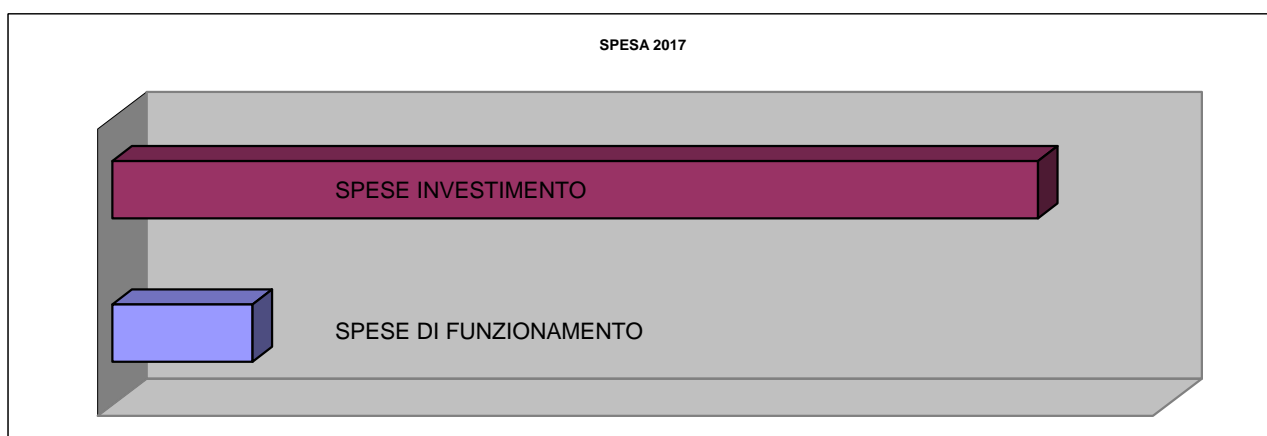 SPESA 2017
SPESE INVESTIMENTO
SPESE DI FUNZIONAMENTO